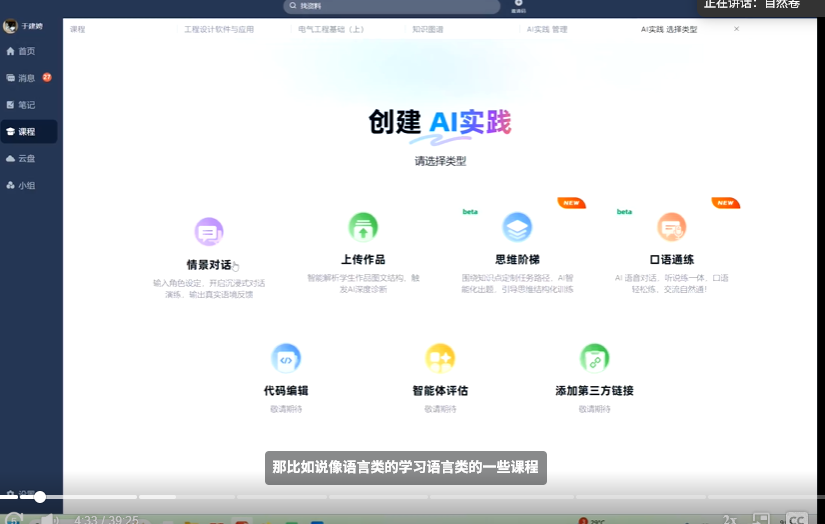 正在讲话：自然卷
找资料
邀请码
课程
工程设计软件与应用
电气工程基础（上）
知识图谱
AI实践 管理
AI实践 选择类型
首页
消息 27
笔记
课程
云盘
小组
创建 AI实践
请选择类型
情景对话
输入角色设定、开启沉浸式对话
演练、输出真实语境反馈
上传作品
智能解析学生作品图文结构、触
发AI深度诊断
beta
NEW
思维阶梯
围绕知识点定制任务路径、AI智
能化出题、引导思维结构化训练
beta
NEW
口语通练
AI 语音对话、听说练一体、口语
轻松练、交流自然通！
代码编辑
敬请期待
智能体评估
敬请期待
添加第三方链接
敬请期待
那比如说像语言类的学习语言类的一些课程
4:33 / 39:25
2x
CC